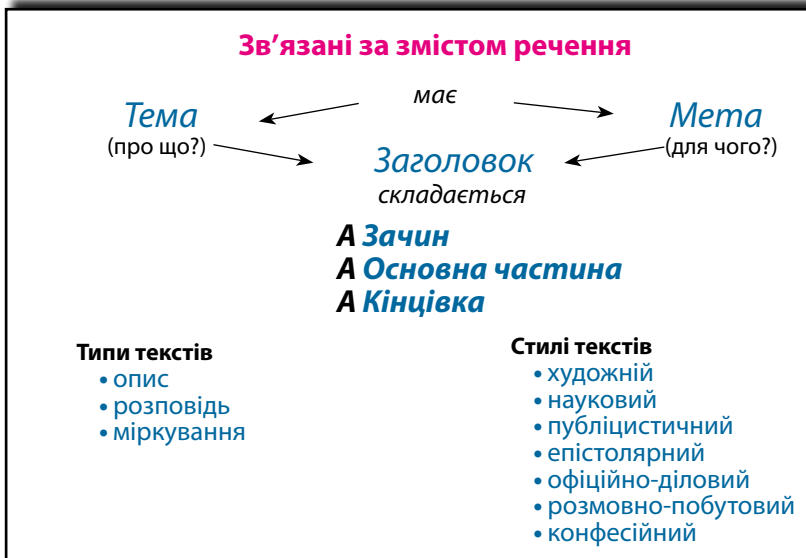 Зв’язані за змістом речення
має
Тема
(про що?)
Мета
(для чого?)
Заголовок
складається
А Зачин
А Основна частина
А Кінцівка
Типи текстів
• опис
• розповідь
• міркування
Стилі текстів
• художній
• науковий
• публіцистичний
• епістолярний
• офіційно-діловий
• розмовно-побутовий
• конфесійний